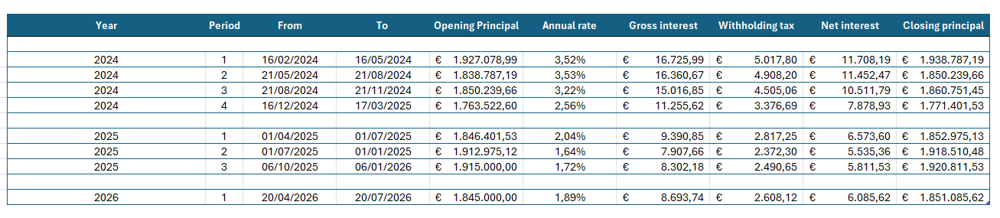 Year Period From To Opening Principal Annual rate Gross interest Withholding tax Net interest Closing principal
2024 1 16/02/2024 16/05/2024 € 1.927.078,99 3,52% € 16.725,99 € 5.017,80 € 11.708,19 € 1.938.787,19
2024 2 21/05/2024 21/08/2024 € 1.838.787,19 3,53% € 16.360,67 € 4.908,20 € 11.452,47 € 1.850.239,66
2024 3 21/08/2024 21/11/2024 € 1.850.239,66 3,22% € 15.016,85 € 4.505,06 € 10.511,79 € 1.860.751,45
2024 4 16/12/2024 17/03/2025 € 1.763.522,60 2,56% € 11.255,62 € 3.376,69 € 7.878,93 € 1.771.401,53
2025 1 01/04/2025 01/07/2025 € 1.846.401,53 2,04% € 9.390,85 € 2.817,25 € 6.573,60 € 1.852.975,13
2025 2 01/07/2025 01/01/2025 € 1.912.975,12 1,64% € 7.907,66 € 2.372,30 € 5.535,36 € 1.918.510,48
2025 3 06/10/2025 06/01/2026 € 1.915.000,00 1,72% € 8.302,18 € 2.490,65 € 5.811,53 € 1.920.811,53
2026 1 20/04/2026 20/07/2026 € 1.845.000,00 1,89% € 8.693,74 € 2.608,12 € 6.085,62 € 1.851.085,62